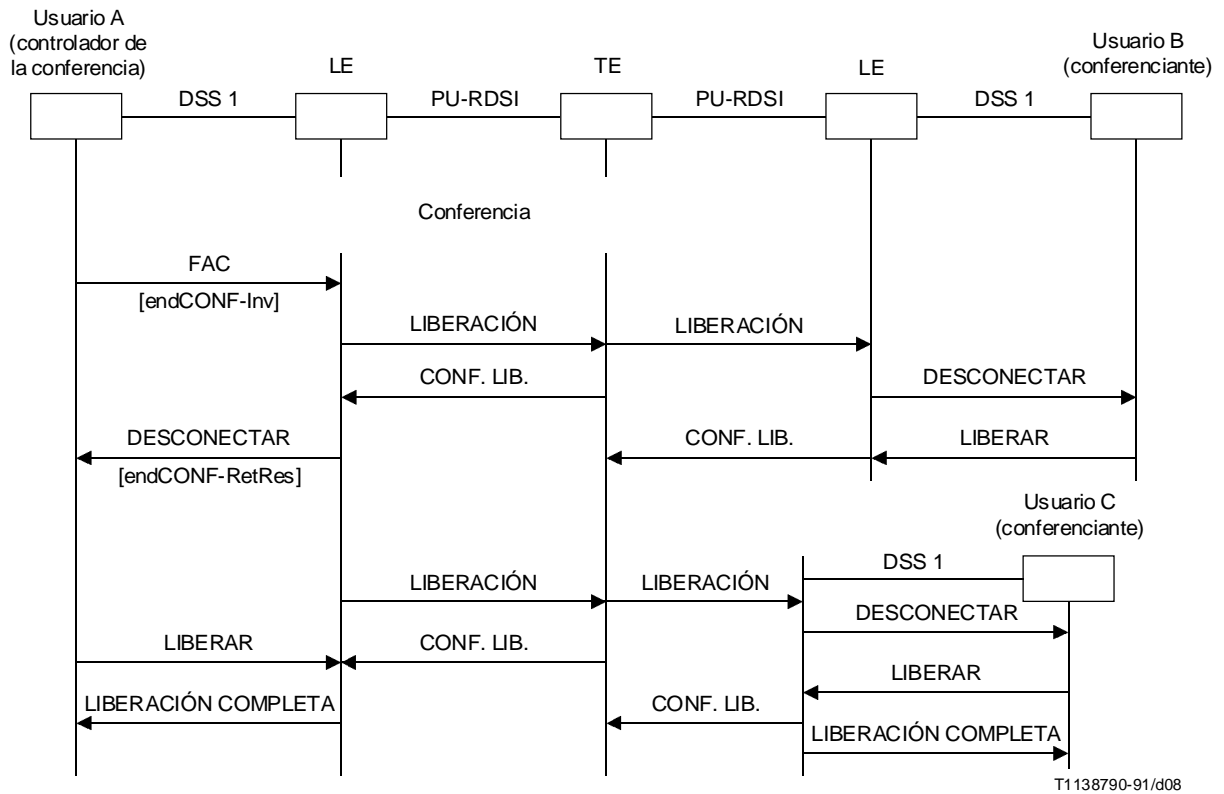 Usuario A
(controlador de
la conferencia)
LE
TE
LE
Usuario B
(conferenciante)
DSS 1
PU-RDSI
PU-RDSI
DSS 1
Conferencia
FAC
[endCONF-Inv]
LIBERACIÓN
LIBERACIÓN
CONF. LIB.
DESCONECTAR
DESCONECTAR
[endCONF-RetRes]
CONF. LIB.
LIBERAR
Usuario C
(conferenciante)
DSS 1
LIBERACIÓN
LIBERACIÓN
DESCONECTAR
LIBERAR
CONF. LIB.
LIBERAR
LIBERACIÓN COMPLETA
CONF. LIB.
LIBERACIÓN COMPLETA
T1138790-91/d08